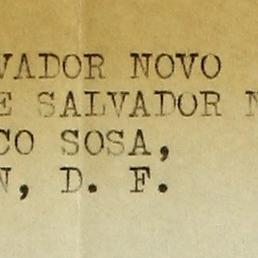 VADOR NOVO
E SALVADOR N
CO SOSA,
N, D. F.